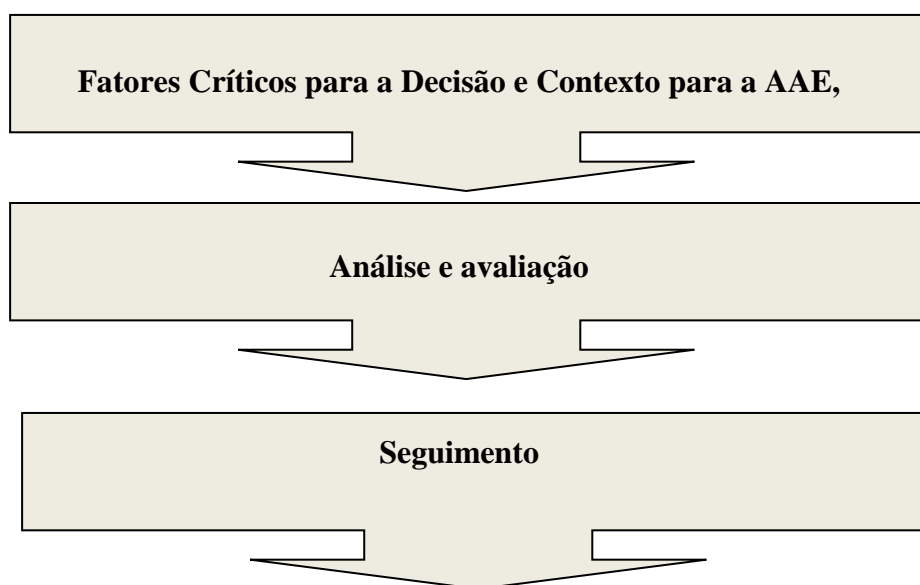 Fatores Críticos para a Decisão e Contexto para a AAE,
Análise e avaliação
Seguimento